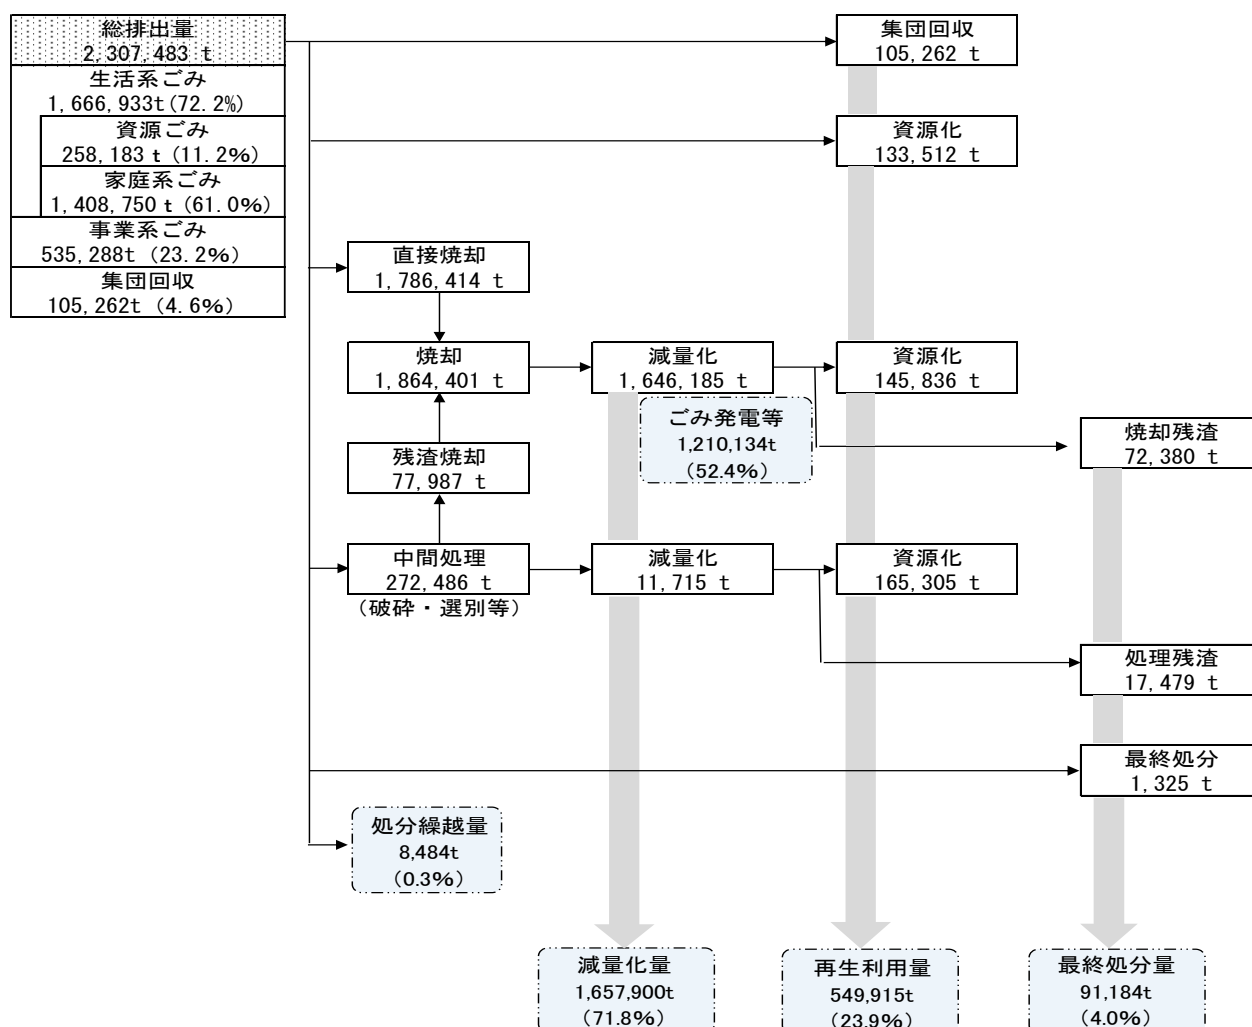 総排出量
2,307,483 t
生活系ごみ
1,666,933t(72.2%)
資源ごみ
258,183 t (11.2%)
家庭系ごみ
1,408,750 t (61.0%)
事業系ごみ
535,288t (23.2%)
集団回収
105,262t (4.6%)
集団回収
105,262 t
資源化
133,512 t
直接焼却
1,786,414 t
焼却
1,864,401 t
減量化
1,646,185 t
資源化
145,836 t
ごみ発電等
1,210,134t
(52.4%)
焼却残渣
72,380 t
残渣焼却
77,987 t
中間処理
272,486 t
(破砕・選別等)
減量化
11,715 t
資源化
165,305 t
処理残渣
17,479 t
最終処分
1,325 t
処分繰越量
8,484t
(0.3%)
減量化量
1,657,900t
(71.8%)
再生利用量
549,915t
(23.9%)
最終処分量
91,184t
(4.0%)